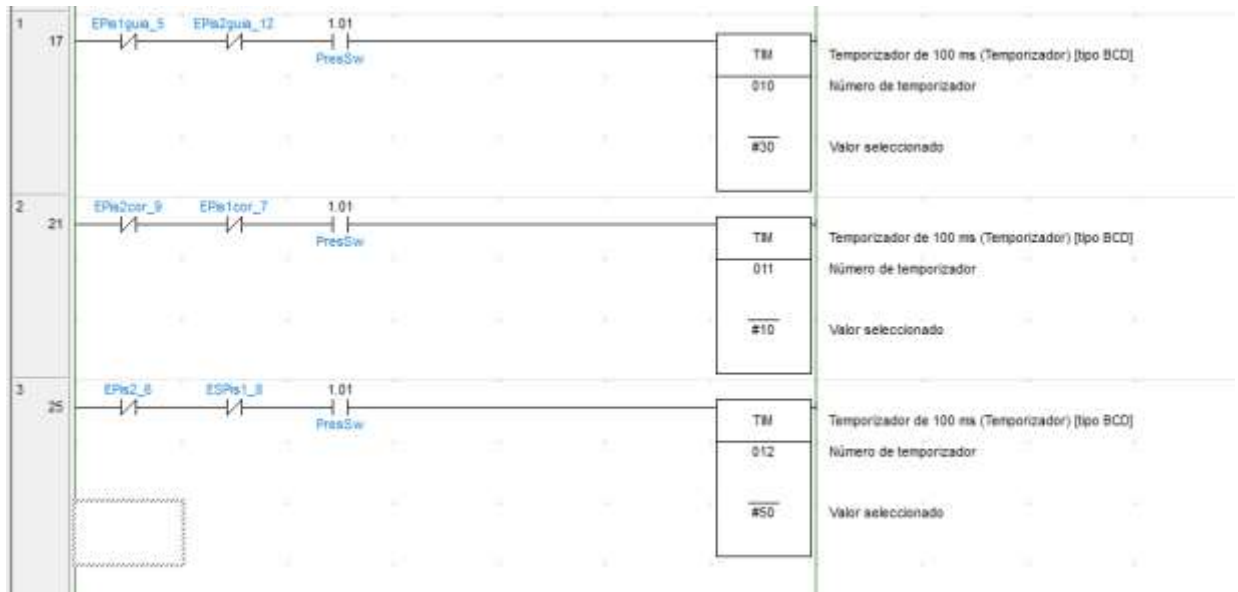 1
EPis1guia_5 EPis2guia_12 1.01
17
PresSw
TIM Temporizador de 100 ms (Temporizador) [tipo BCD]
010 Número de temporizador
#30 Valor seleccionado
2
EPis2cor_9 EPis1cor_7 1.01
21
PresSw
TIM Temporizador de 100 ms (Temporizador) [tipo BCD]
011 Número de temporizador
#10 Valor seleccionado
3
EPis2_6 ESPis1_8 1.01
25
PresSw
TIM Temporizador de 100 ms (Temporizador) [tipo BCD]
012 Número de temporizador
#50 Valor seleccionado